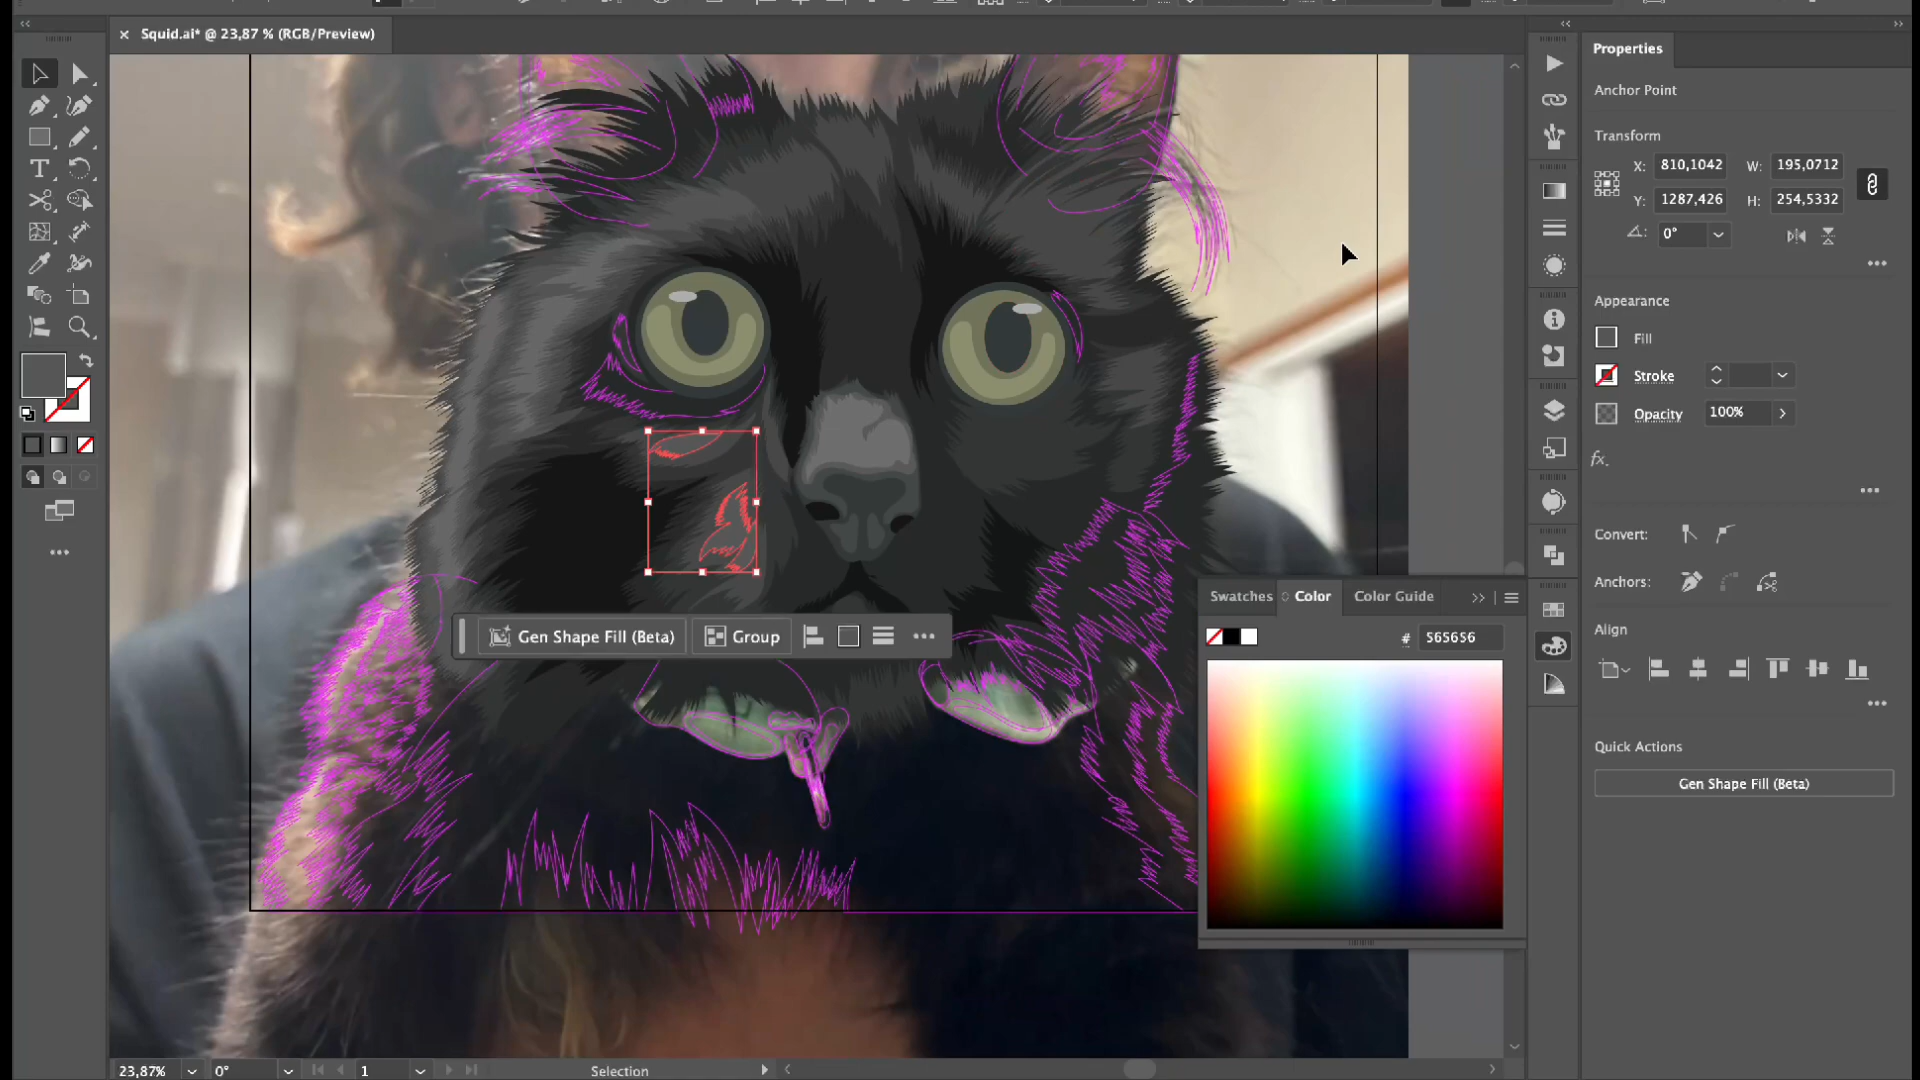 Squid.ai* @ 23,87 % (RGB/Preview)
Properties
Anchor Point
Transform
X: 810,1042 W: 195,0712
Y: 1287,426 H: 254,5332
0°
Appearance
Fill
Stroke
Opacity 100%
fx.
Convert:
Anchors:
Align
Quick Actions
Gen Shape Fill (Beta)
Gen Shape Fill (Beta) Group
Swatches Color Color Guide
# 565656
23,87% 0° 1 Selection